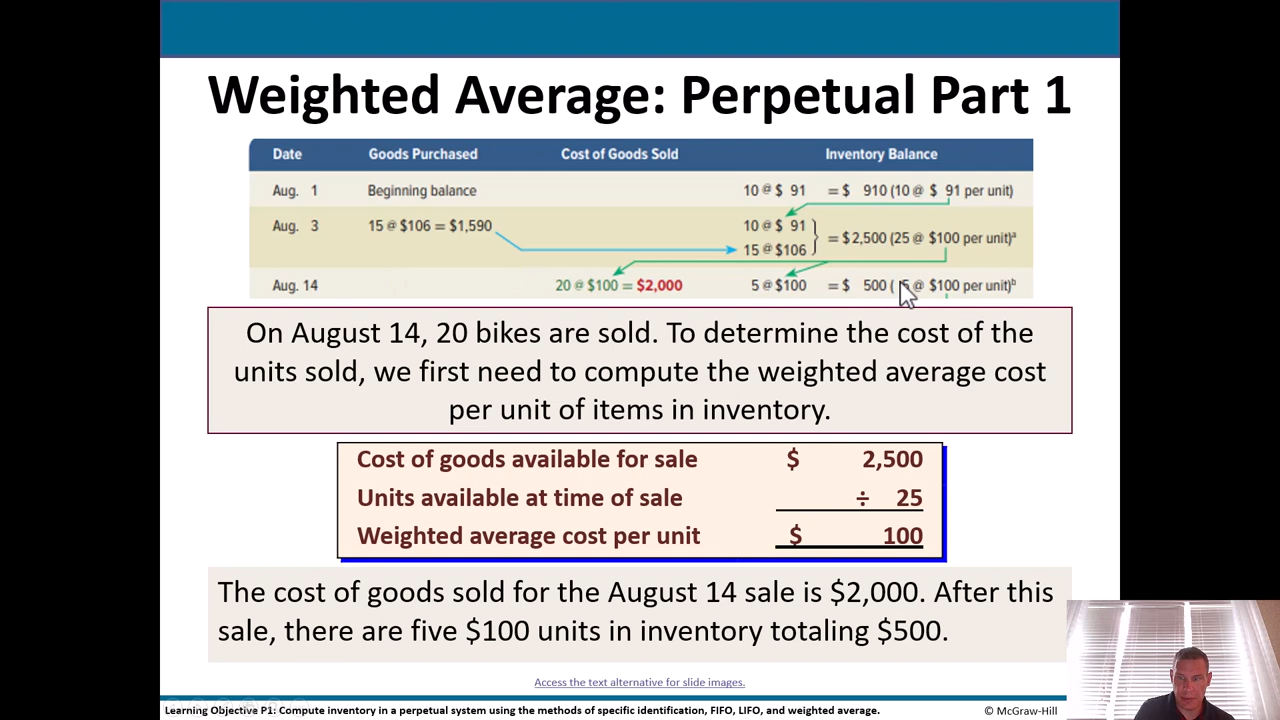 Weighted Average: Perpetual Part 1
Date Goods Purchased Cost of Goods Sold Inventory Balance
Aug. 1 Beginning balance 10 @ $ 91 = $ 910 (10 @ $ 91 per unit)
Aug. 3 15 @ $106 = $1,590 10 @ $ 91
15 @ $106 = $2,500 (25 @ $100 per unit)ᵃ
Aug. 14 20 @ $100 = $2,000 5 @ $100 = $ 500 ( 5 @ $100 per unit)ᵇ
On August 14, 20 bikes are sold. To determine the cost of the
units sold, we first need to compute the weighted average cost
per unit of items in inventory.
Cost of goods available for sale $ 2,500
Units available at time of sale ÷ 25
Weighted average cost per unit $ 100
The cost of goods sold for the August 14 sale is $2,000. After this
sale, there are five $100 units in inventory totaling $500.
Access the text alternative for slide images.
Learning Objective P1: Compute inventory in a perpetual system using the methods of specific identification, FIFO, LIFO, and weighted average. © McGraw-Hill